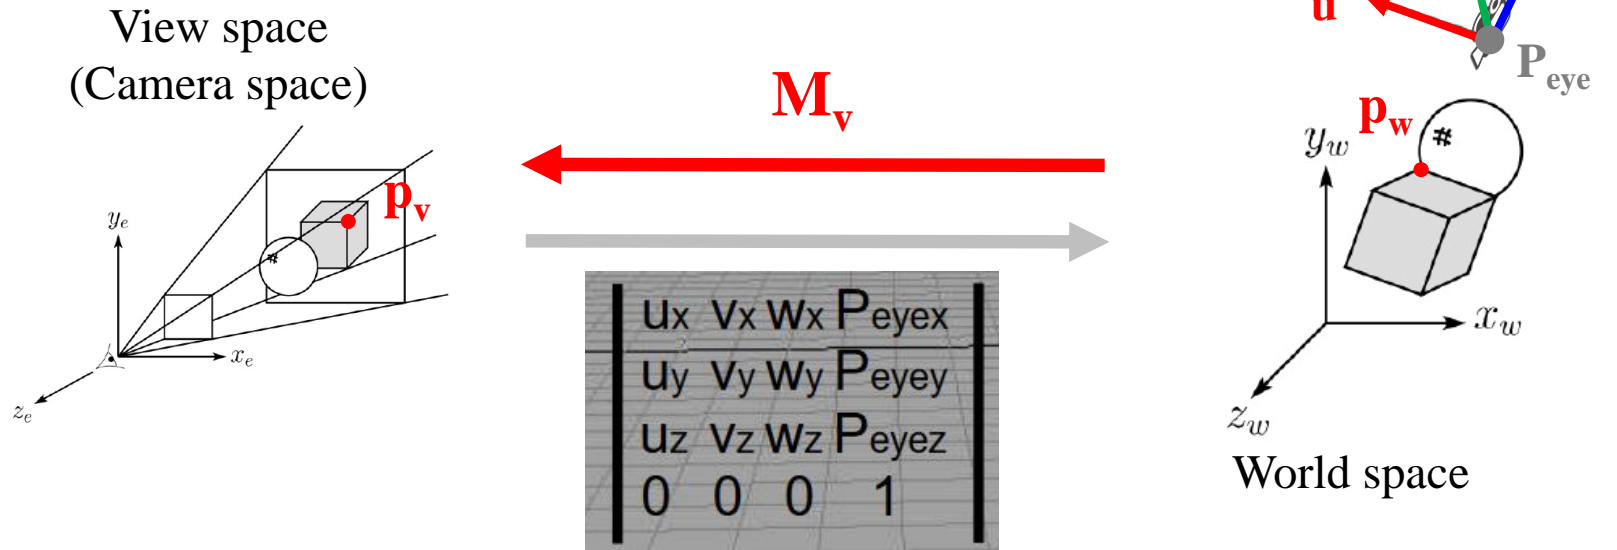 View space
(Camera space)
u
P_eye
M_v
p_w
#
y_w
x_w
z_w
World space
p_v
#
y_e
x_e
z_e
ux vx wx Peyex
uy vy wy Peyey
uz vz wz Peyez
0 0 0 1